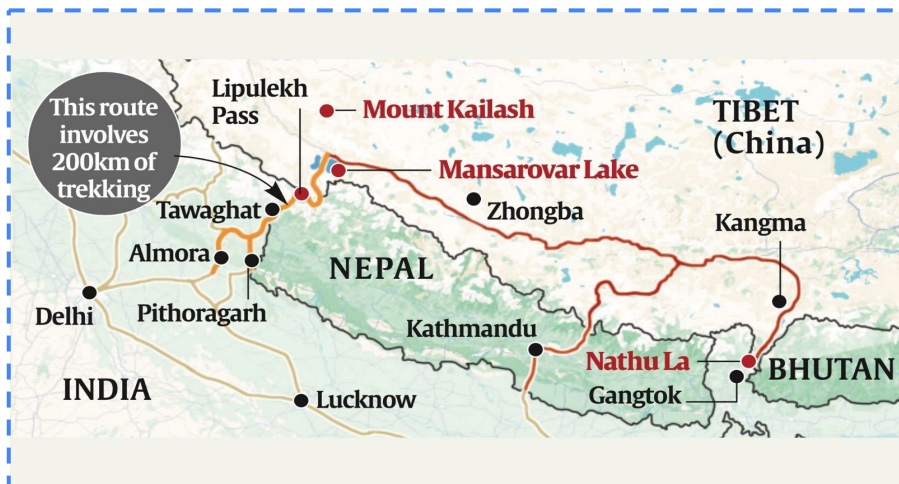 This route
involves
200km of
trekking
Lipulekh
Pass
Mount Kailash
TIBET
(China)
Mansarovar Lake
Tawaghat
Zhongba
Kangma
Almora
NEPAL
Delhi
Pithoragarh
Kathmandu
Nathu La
BHUTAN
Gangtok
INDIA
Lucknow